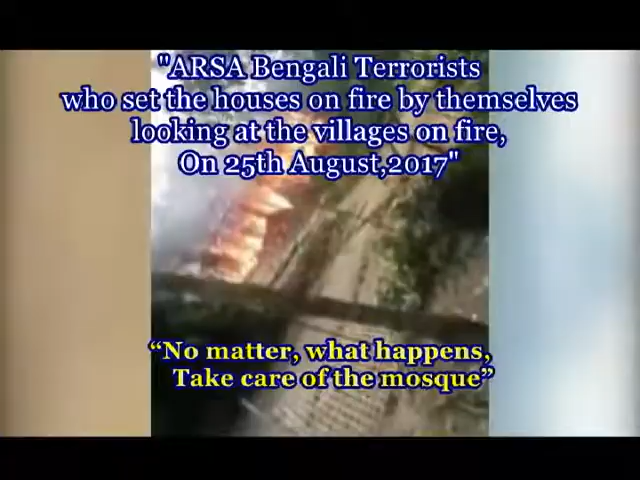 "ARSA Bengali Terrorists
who set the houses on fire by themselves
looking at the villages on fire,
On 25th August,2017"
“No matter, what happens,
Take care of the mosque”